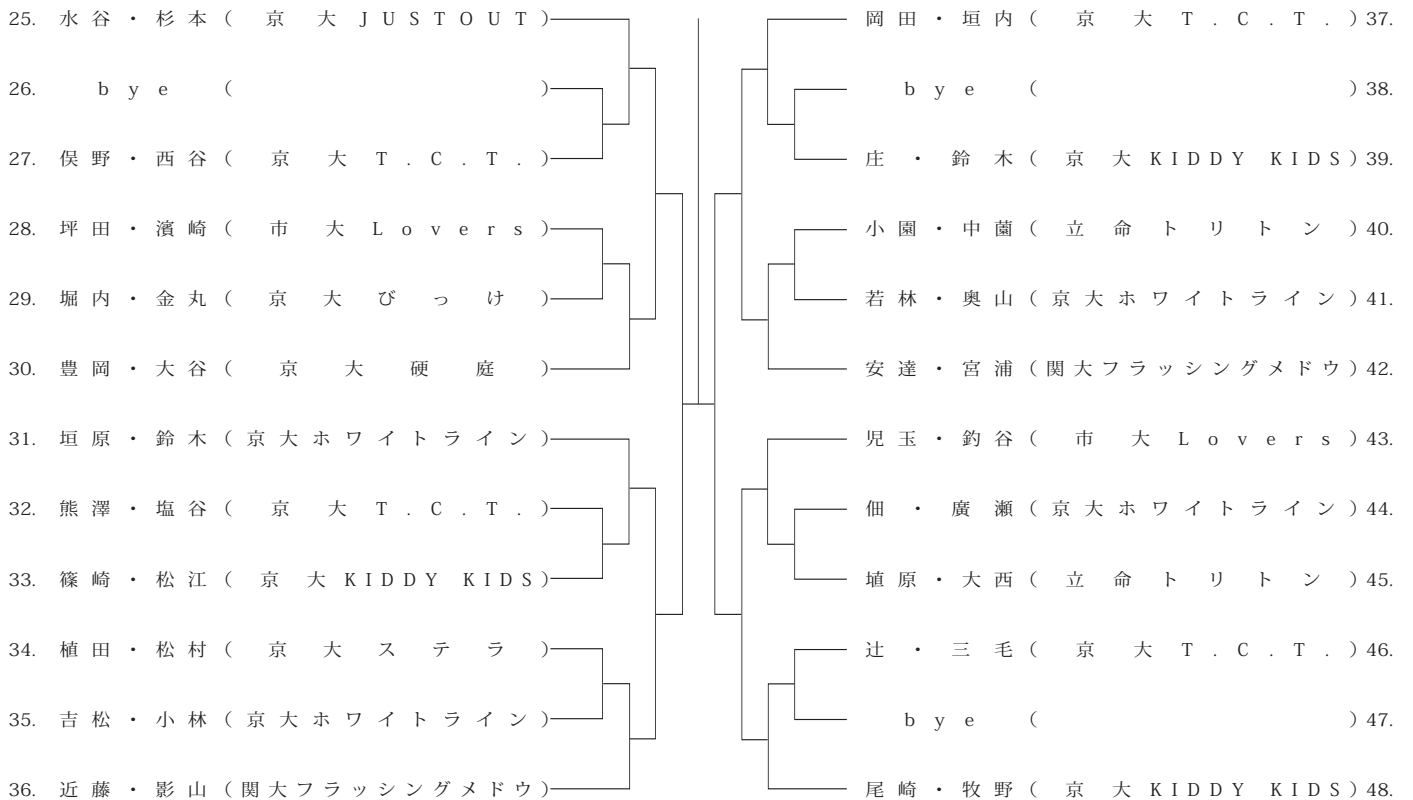 25. 水谷・杉本(京大JUSTOUT)
26. bye ( )
27. 俣野・西谷(京大T.C.T.)
28. 坪田・濱崎(市大Lovers)
29. 堀内・金丸(京大びっけ)
30. 豊岡・大谷(京大硬庭)
31. 垣原・鈴木(京大ホワイトライン)
32. 熊澤・塩谷(京大T.C.T.)
33. 篠崎・松江(京大KIDDY KIDS)
34. 植田・松村(京大ステラ)
35. 吉松・小林(京大ホワイトライン)
36. 近藤・影山(関大フラッシングメドウ)
岡田・垣内(京大T.C.T.)37.
bye ( )38.
庄・鈴木(京大KIDDY KIDS)39.
小園・中薗(立命トリトン)40.
若林・奥山(京大ホワイトライン)41.
安達・宮浦(関大フラッシングメドウ)42.
児玉・釣谷(市大Lovers)43.
佃・廣瀬(京大ホワイトライン)44.
埴原・大西(立命トリトン)45.
辻・三毛(京大T.C.T.)46.
bye ( )47.
尾崎・牧野(京大KIDDY KIDS)48.